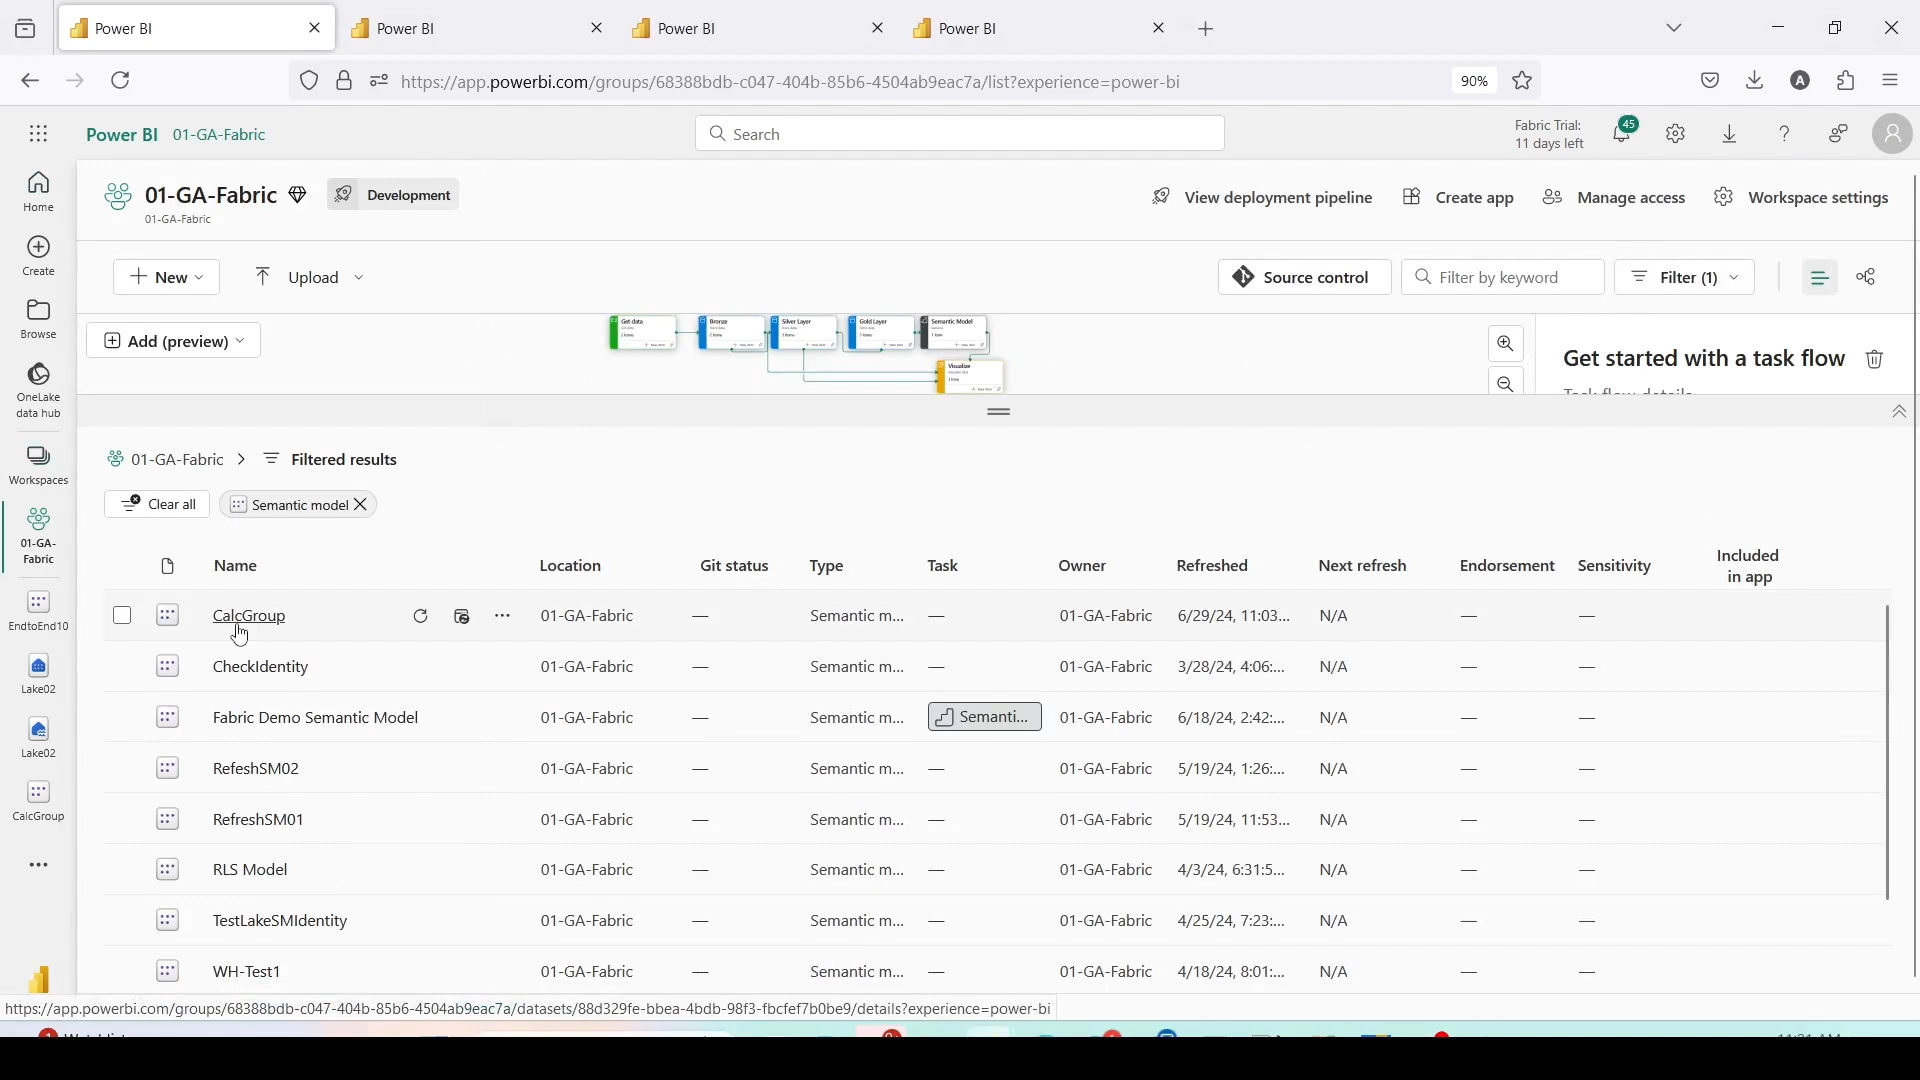 Power BI
Power BI
Power BI
Power BI
https://app.powerbi.com/groups/68388bdb-c047-404b-85b6-4504ab9eac7a/list?experience=power-bi
90%
A
Power BI 01-GA-Fabric
Search
Fabric Trial:
11 days left
45
Home
Create
Browse
OneLake
data hub
Workspaces
01-GA-
Fabric
EndtoEnd10
Lake02
Lake02
CalcGroup
01-GA-Fabric
01-GA-Fabric
Development
View deployment pipeline
Create app
Manage access
Workspace settings
New
Upload
Source control
Filter by keyword
Filter (1)
Add (preview)
Get data
Bronze
Silver Layer
Gold Layer
Semantic Model
Visualize
Get started with a task flow
01-GA-Fabric > Filtered results
Clear all
Semantic model
Name Location Git status Type Task Owner Refreshed Next refresh Endorsement Sensitivity Included in app
CalcGroup 01-GA-Fabric — Semantic m... — 01-GA-Fabric 6/29/24, 11:03... N/A — —
CheckIdentity 01-GA-Fabric — Semantic m... — 01-GA-Fabric 3/28/24, 4:06:... N/A — —
Fabric Demo Semantic Model 01-GA-Fabric — Semantic m... Semanti... 01-GA-Fabric 6/18/24, 2:42:... N/A — —
RefeshSM02 01-GA-Fabric — Semantic m... — 01-GA-Fabric 5/19/24, 1:26:... N/A — —
RefreshSM01 01-GA-Fabric — Semantic m... — 01-GA-Fabric 5/19/24, 11:53... N/A — —
RLS Model 01-GA-Fabric — Semantic m... — 01-GA-Fabric 4/3/24, 6:31:5... N/A — —
TestLakeSMIdentity 01-GA-Fabric — Semantic m... — 01-GA-Fabric 4/25/24, 7:23:... N/A — —
WH-Test1 01-GA-Fabric — Semantic m... — 01-GA-Fabric 4/18/24, 8:01:... N/A — —
https://app.powerbi.com/groups/68388bdb-c047-404b-85b6-4504ab9eac7a/datasets/88d329fe-bbea-4bdb-98f3-fbcfef7b0be9/details?experience=power-bi